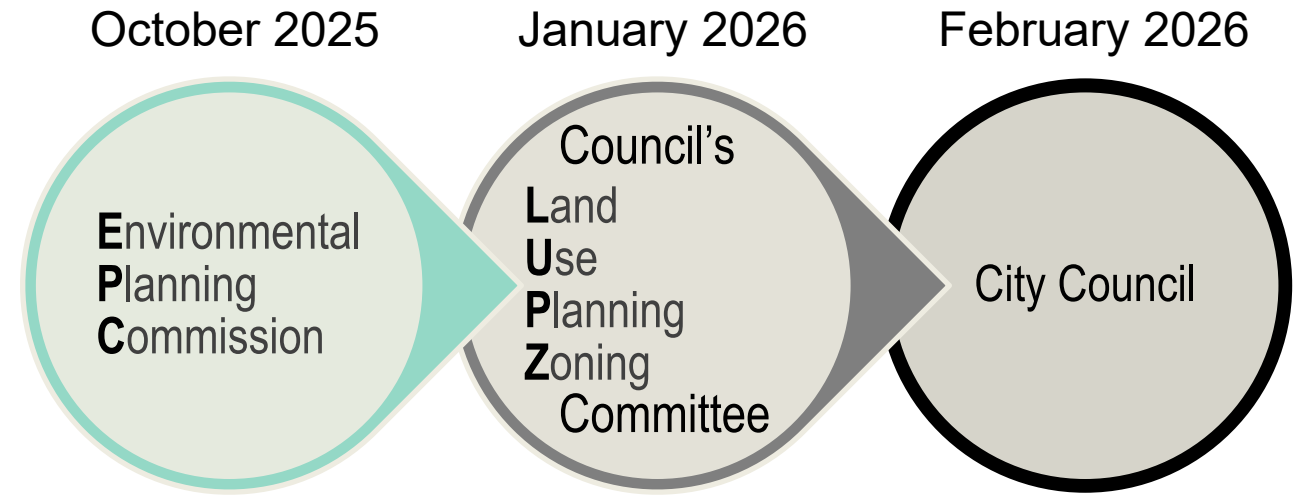 October 2025
January 2026
February 2026
Environmental
Planning
Commission
Council’s
Land
Use
Planning
Zoning
Committee
City Council